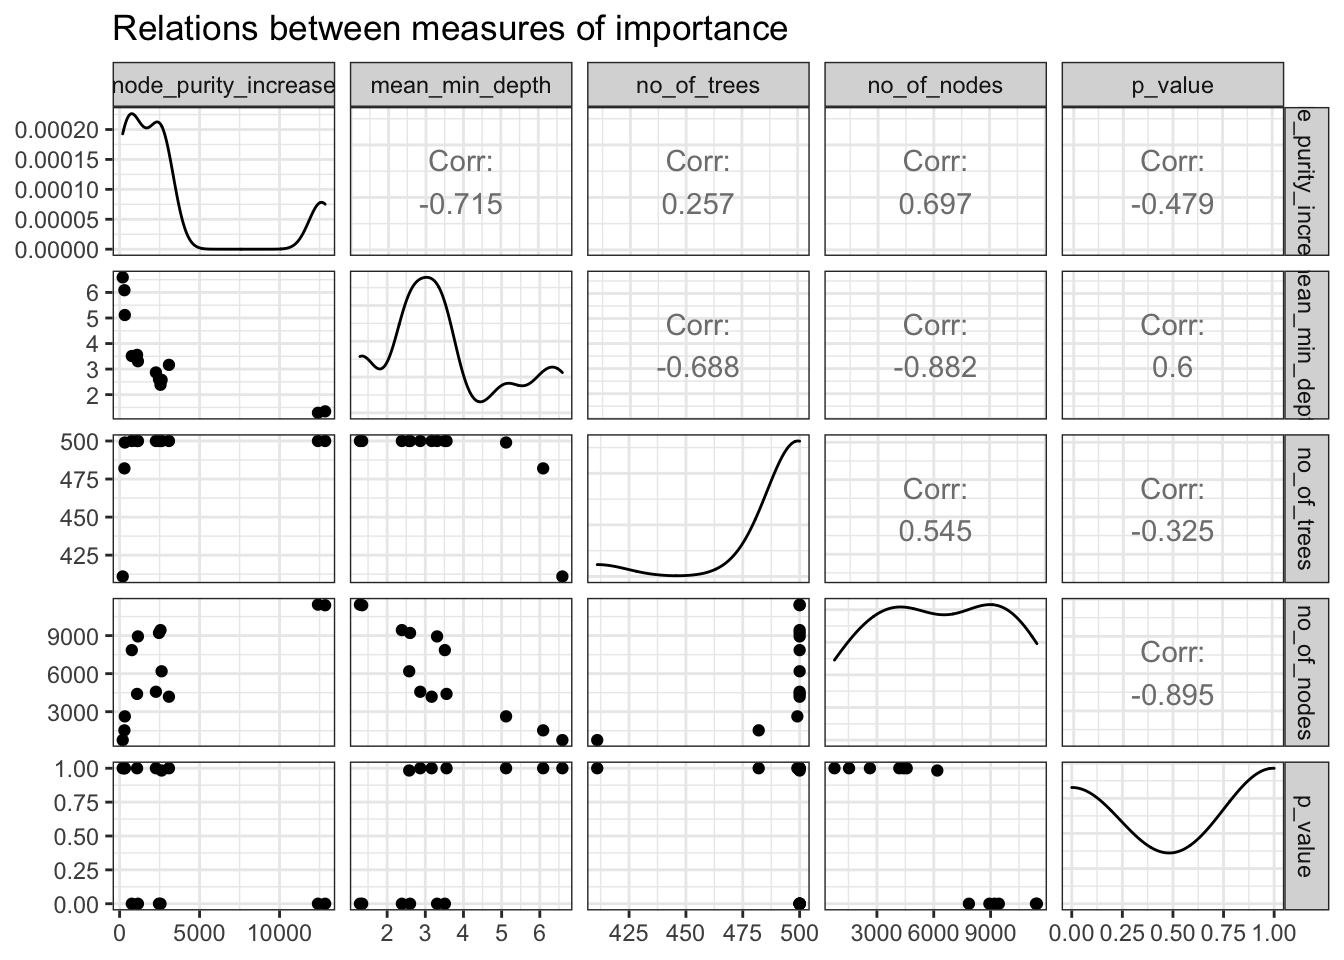 Relations between measures of importance
node_purity_increase mean_min_depth no_of_trees no_of_nodes p_value
0.00020
0.00015
0.00010
0.00005
0.00000
Corr:
-0.715
Corr:
0.257
Corr:
0.697
Corr:
-0.479
e_purity_incre
6
5
4
3
2
Corr:
-0.688
Corr:
-0.882
Corr:
0.6
mean_min_dept
500
475
450
425
Corr:
0.545
Corr:
-0.325
no_of_trees
9000
6000
3000
Corr:
-0.895
no_of_nodes
1.00
0.75
0.50
0.25
0.00
p_value
0 5000 10000
2 3 4 5 6
425 450 475 500
3000 6000 9000
0.00 0.25 0.50 0.75 1.00